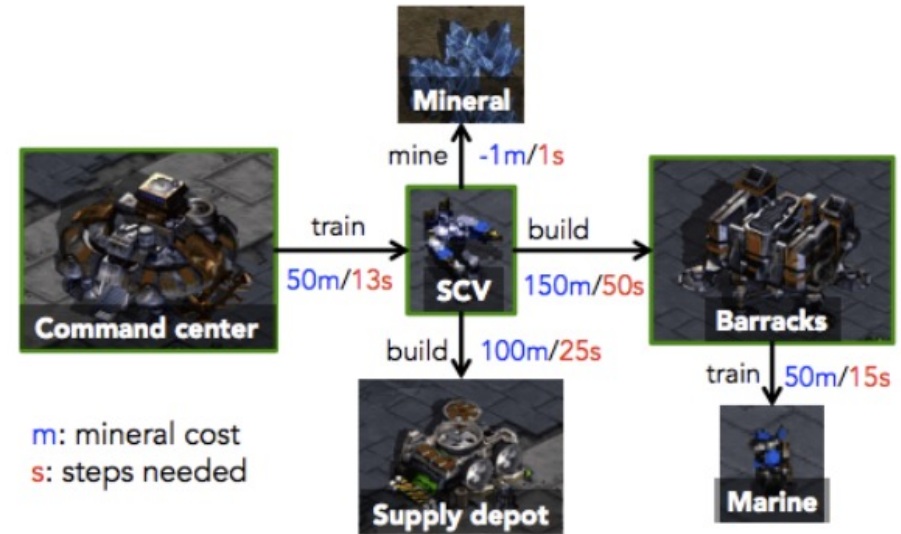 Mineral
mine -1m/1s
train
50m/13s
Command center
SCV
build
150m/50s
Barracks
build 100m/25s
train 50m/15s
m: mineral cost
s: steps needed
Supply depot
Marine